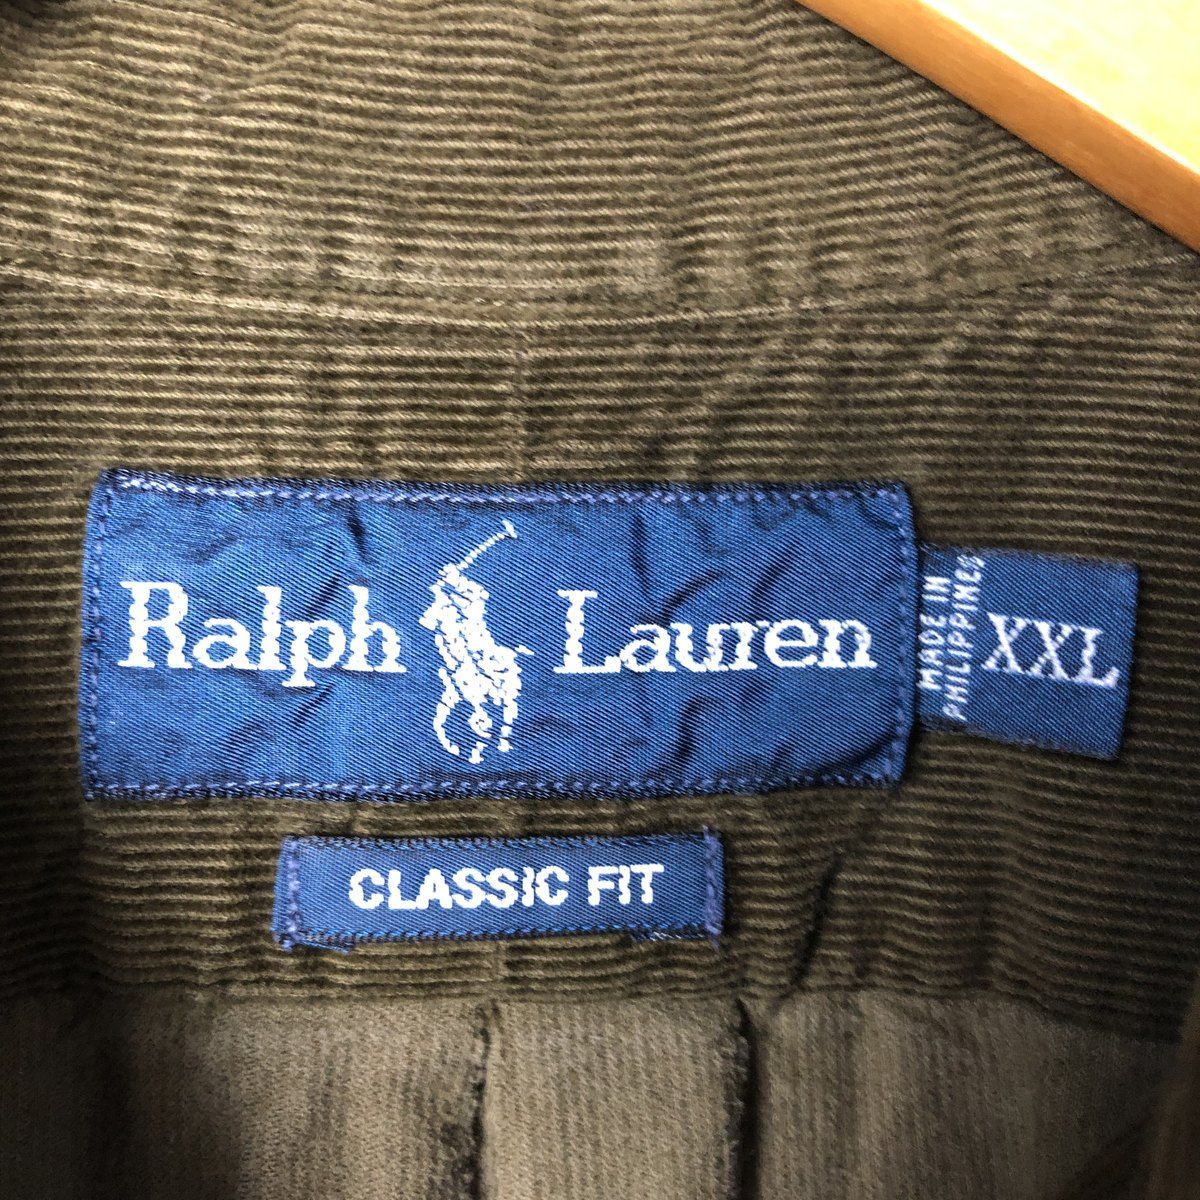 Ralph Lauren
MADE IN
PHILIPPINES
XXL
CLASSIC FIT